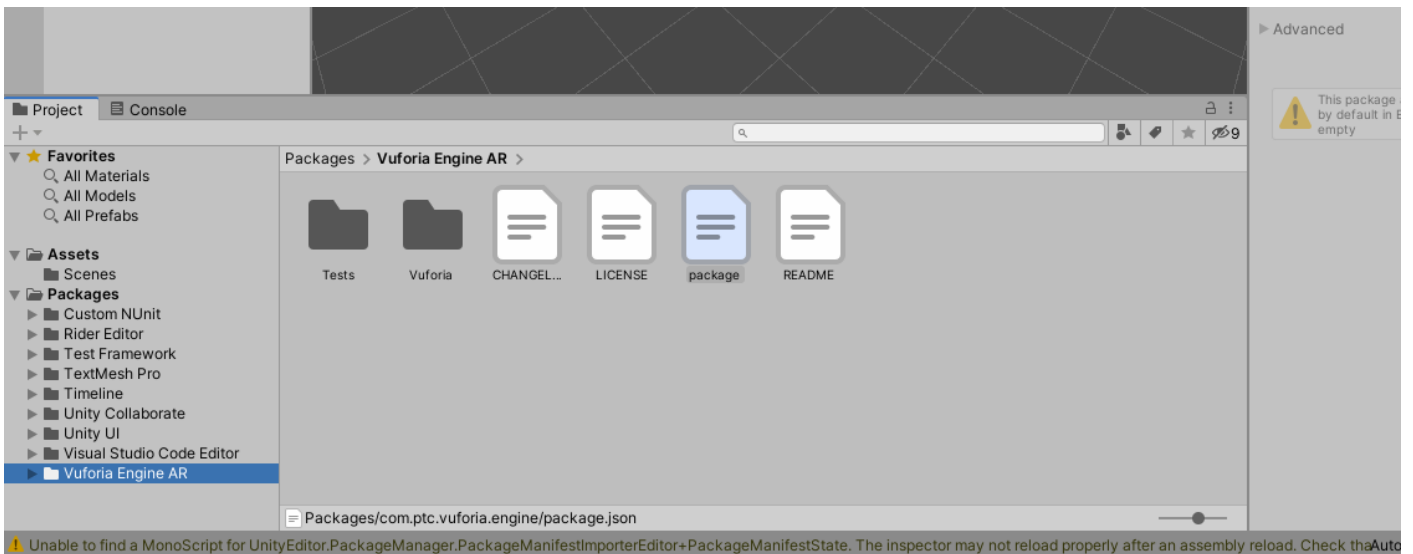 Advanced
This package
by default in E
empty
Project
Console
9
Favorites
All Materials
All Models
All Prefabs
Assets
Scenes
Packages
Custom NUnit
Rider Editor
Test Framework
TextMesh Pro
Timeline
Unity Collaborate
Unity UI
Visual Studio Code Editor
Vuforia Engine AR
Packages > Vuforia Engine AR >
Tests Vuforia CHANGEL... LICENSE package README
Packages/com.ptc.vuforia.engine/package.json
Unable to find a MonoScript for UnityEditor.PackageManager.PackageManifestImporterEditor+PackageManifestState. The inspector may not reload properly after an assembly reload. Check tha
Auto